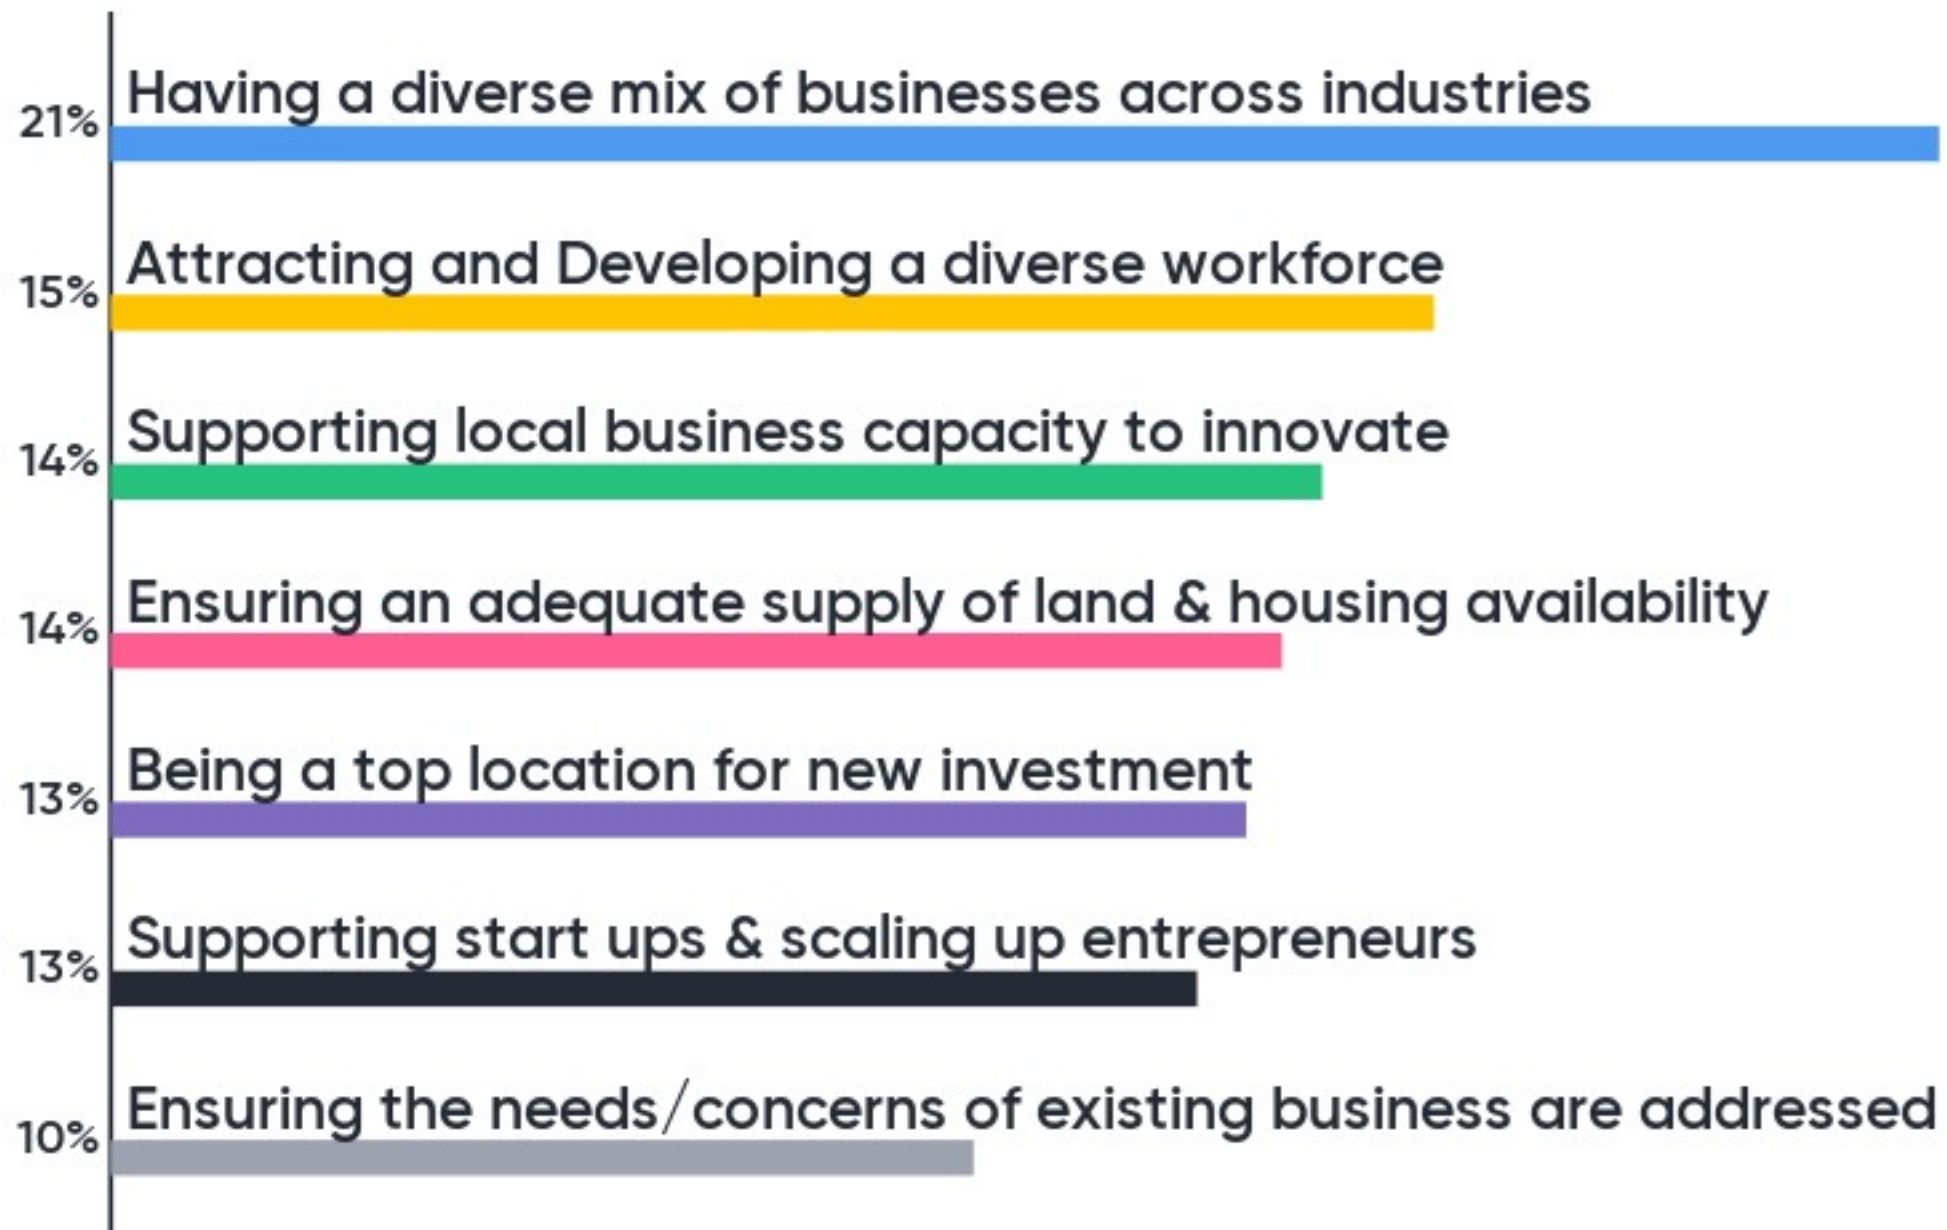 Having a diverse mix of businesses across industries
21%
Attracting and Developing a diverse workforce
15%
Supporting local business capacity to innovate
14%
Ensuring an adequate supply of land & housing availability
14%
Being a top location for new investment
13%
Supporting start ups & scaling up entrepreneurs
13%
Ensuring the needs/concerns of existing business are addressed
10%